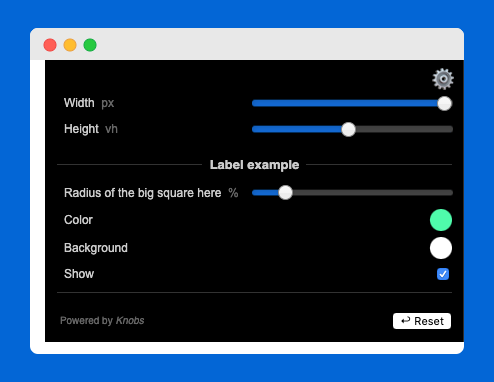 Width px
Height vh
Label example
Radius of the big square here %
Color
Background
Show
Powered by Knobs
↩ Reset